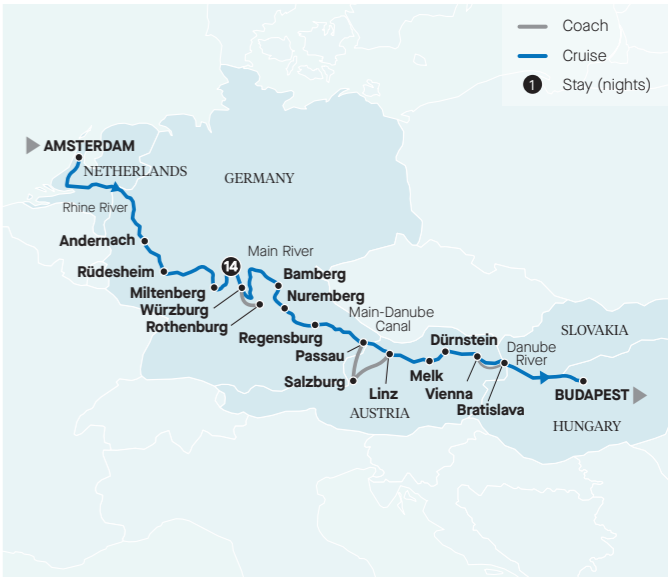 Coach
Cruise
1 Stay (nights)
AMSTERDAM
NETHERLANDS
GERMANY
Rhine River
Andernach
Main River
14
Rüdesheim
Bamberg
Miltenberg
Nuremberg
Würzburg
Rothenburg
Main-Danube
Canal
Regensburg
Dürnstein
SLOVAKIA
Passau
Danube
River
Salzburg
Linz
Melk
Vienna
BUDAPEST
AUSTRIA
Bratislava
HUNGARY